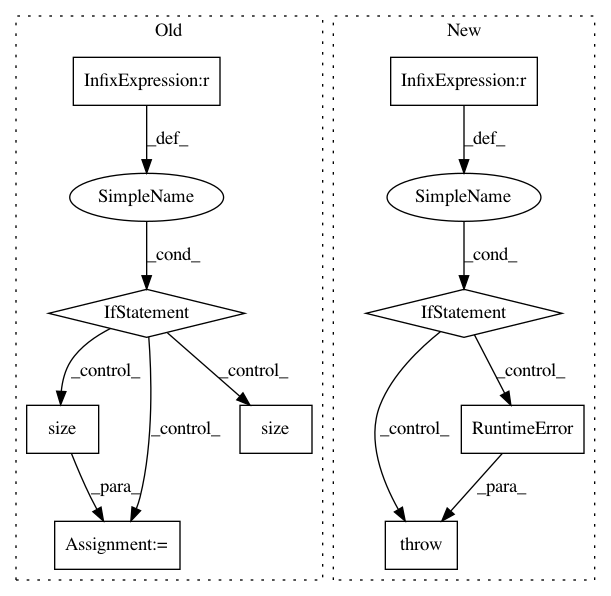 Old
New
InfixExpression:r
InfixExpression:r
_def_
_def_
SimpleName
SimpleName
_cond_
_cond_
IfStatement
IfStatement
_control_
_control_
_control_
_control_
_control_
size
size
RuntimeError
_para_
_para_
Assignment:=
throw